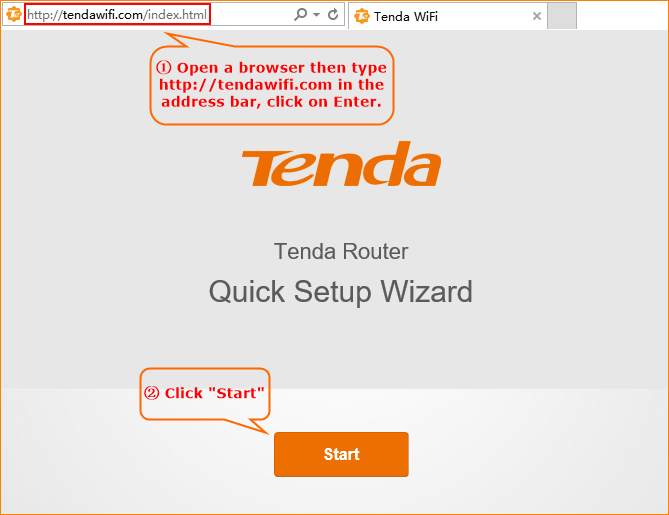 http://tendawifi.com/index.html
Tenda WiFi
① Open a browser then type
http://tendawifi.com in the
address bar, click on Enter.
Tenda
Tenda Router
Quick Setup Wizard
② Click "Start"
Start